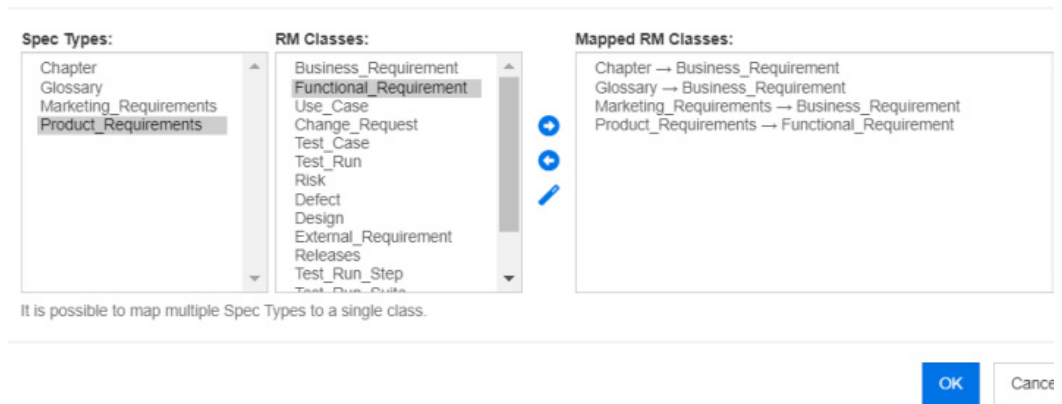 Spec Types:
Chapter
Glossary
Marketing_Requirements
Product_Requirements
RM Classes:
Business_Requirement
Functional_Requirement
Use_Case
Change_Request
Test_Case
Test_Run
Risk
Defect
Design
External_Requirement
Releases
Test_Run_Step
Test_Run_Suite
Mapped RM Classes:
Chapter → Business_Requirement
Glossary → Business_Requirement
Marketing_Requirements → Business_Requirement
Product_Requirements → Functional_Requirement
It is possible to map multiple Spec Types to a single class.
OK
Cance